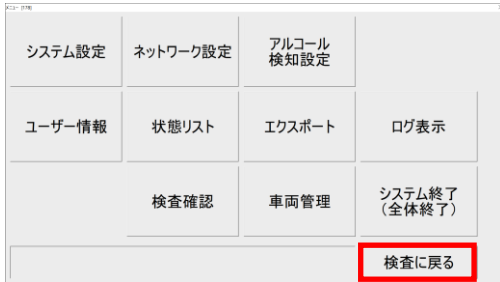 システム設定
ネットワーク設定
アルコール
検知設定
ユーザー情報
状態リスト
エクスポート
ログ表示
検査確認
車両管理
システム終了
（全体終了）
検査に戻る